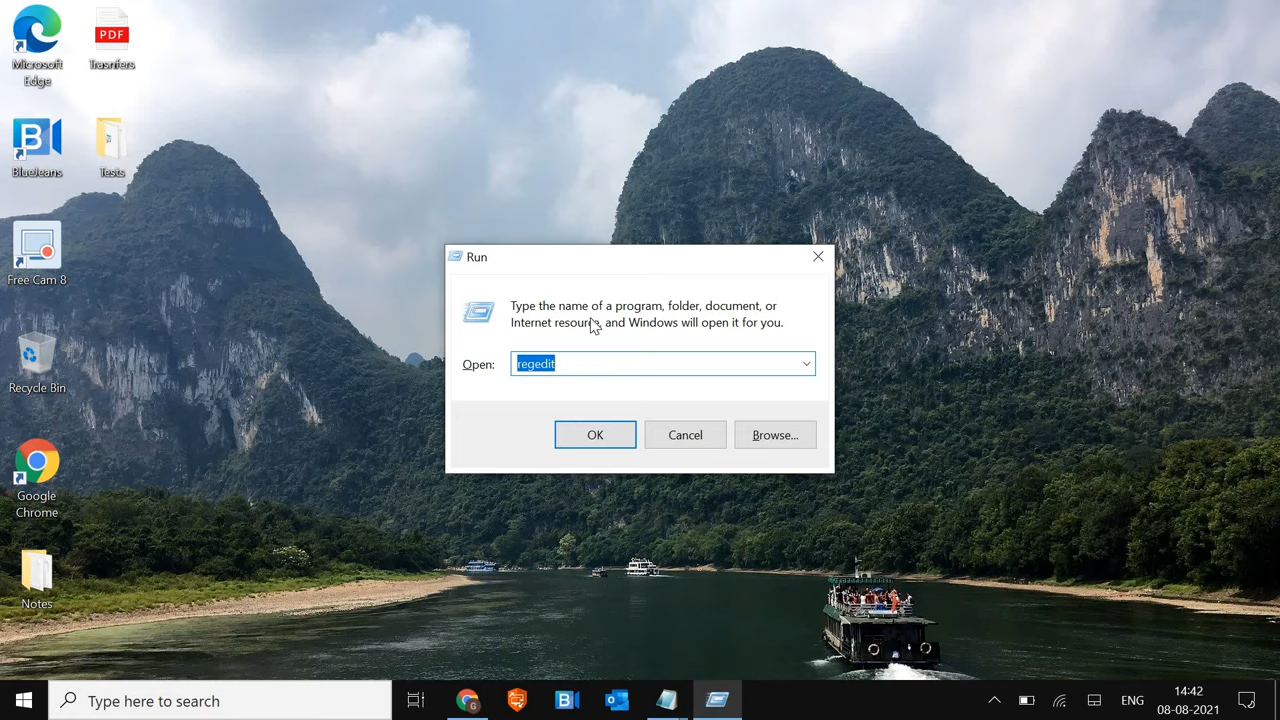 Microsoft
Edge
PDF
Trasnfers
B
BlueJeans
Tests
Free Cam 8
Recycle Bin
Google
Chrome
Notes
Run
Type the name of a program, folder, document, or
Internet resource, and Windows will open it for you.
Open:
regedit
OK
Cancel
Browse...
Type here to search
G
B
ENG
14:42
08-08-2021